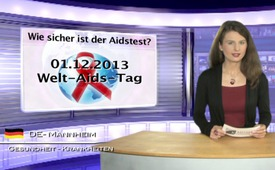 Wie sicher ist der Aidstest?
01.12.2013
Welt-Aids-Tag
DE-Mannheim
Gesundheit - Krankheiten